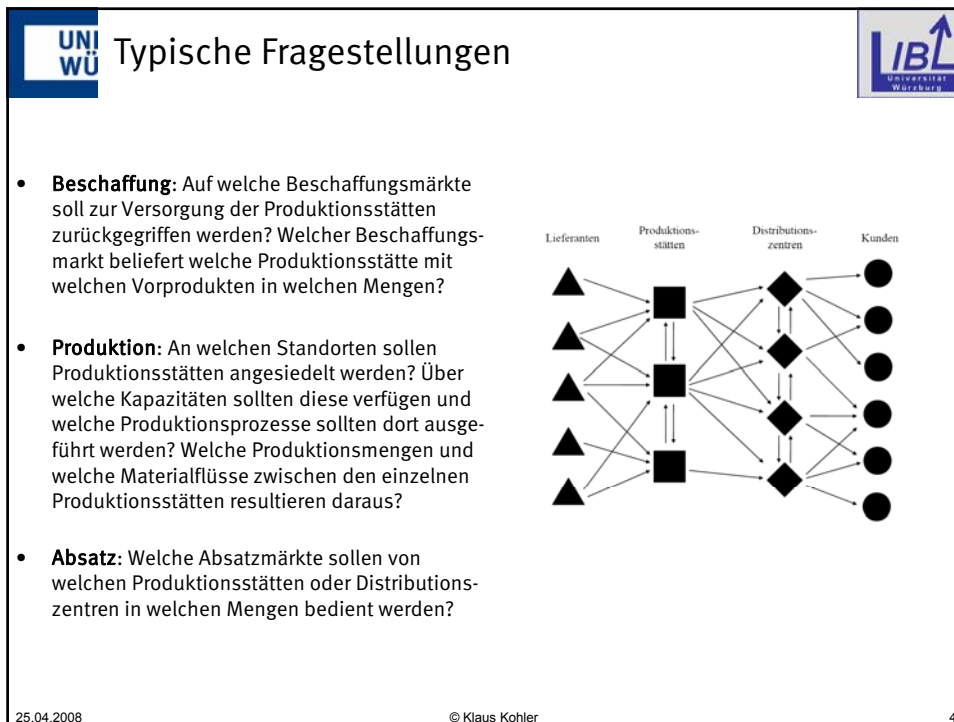 UNI
WÜ
Typische Fragestellungen
IBL
Universität
Würzburg
• Beschaffung: Auf welche Beschaffungsmärkte
soll zur Versorgung der Produktionsstätten
zurückgegriffen werden? Welcher Beschaffungs-
markt beliefert welche Produktionsstätte mit
welchen Vorprodukten in welchen Mengen?
• Produktion: An welchen Standorten sollen
Produktionsstätten angesiedelt werden? Über
welche Kapazitäten sollten diese verfügen und
welche Produktionsprozesse sollten dort ausge-
führt werden? Welche Produktionsmengen und
welche Materialflüsse zwischen den einzelnen
Produktionsstätten resultieren daraus?
• Absatz: Welche Absatzmärkte sollen von
welchen Produktionsstätten oder Distributions-
zentren in welchen Mengen bedient werden?
Lieferanten
Produktions-
stätten
Distributions-
zentren
Kunden
25.04.2008
© Klaus Kohler
4